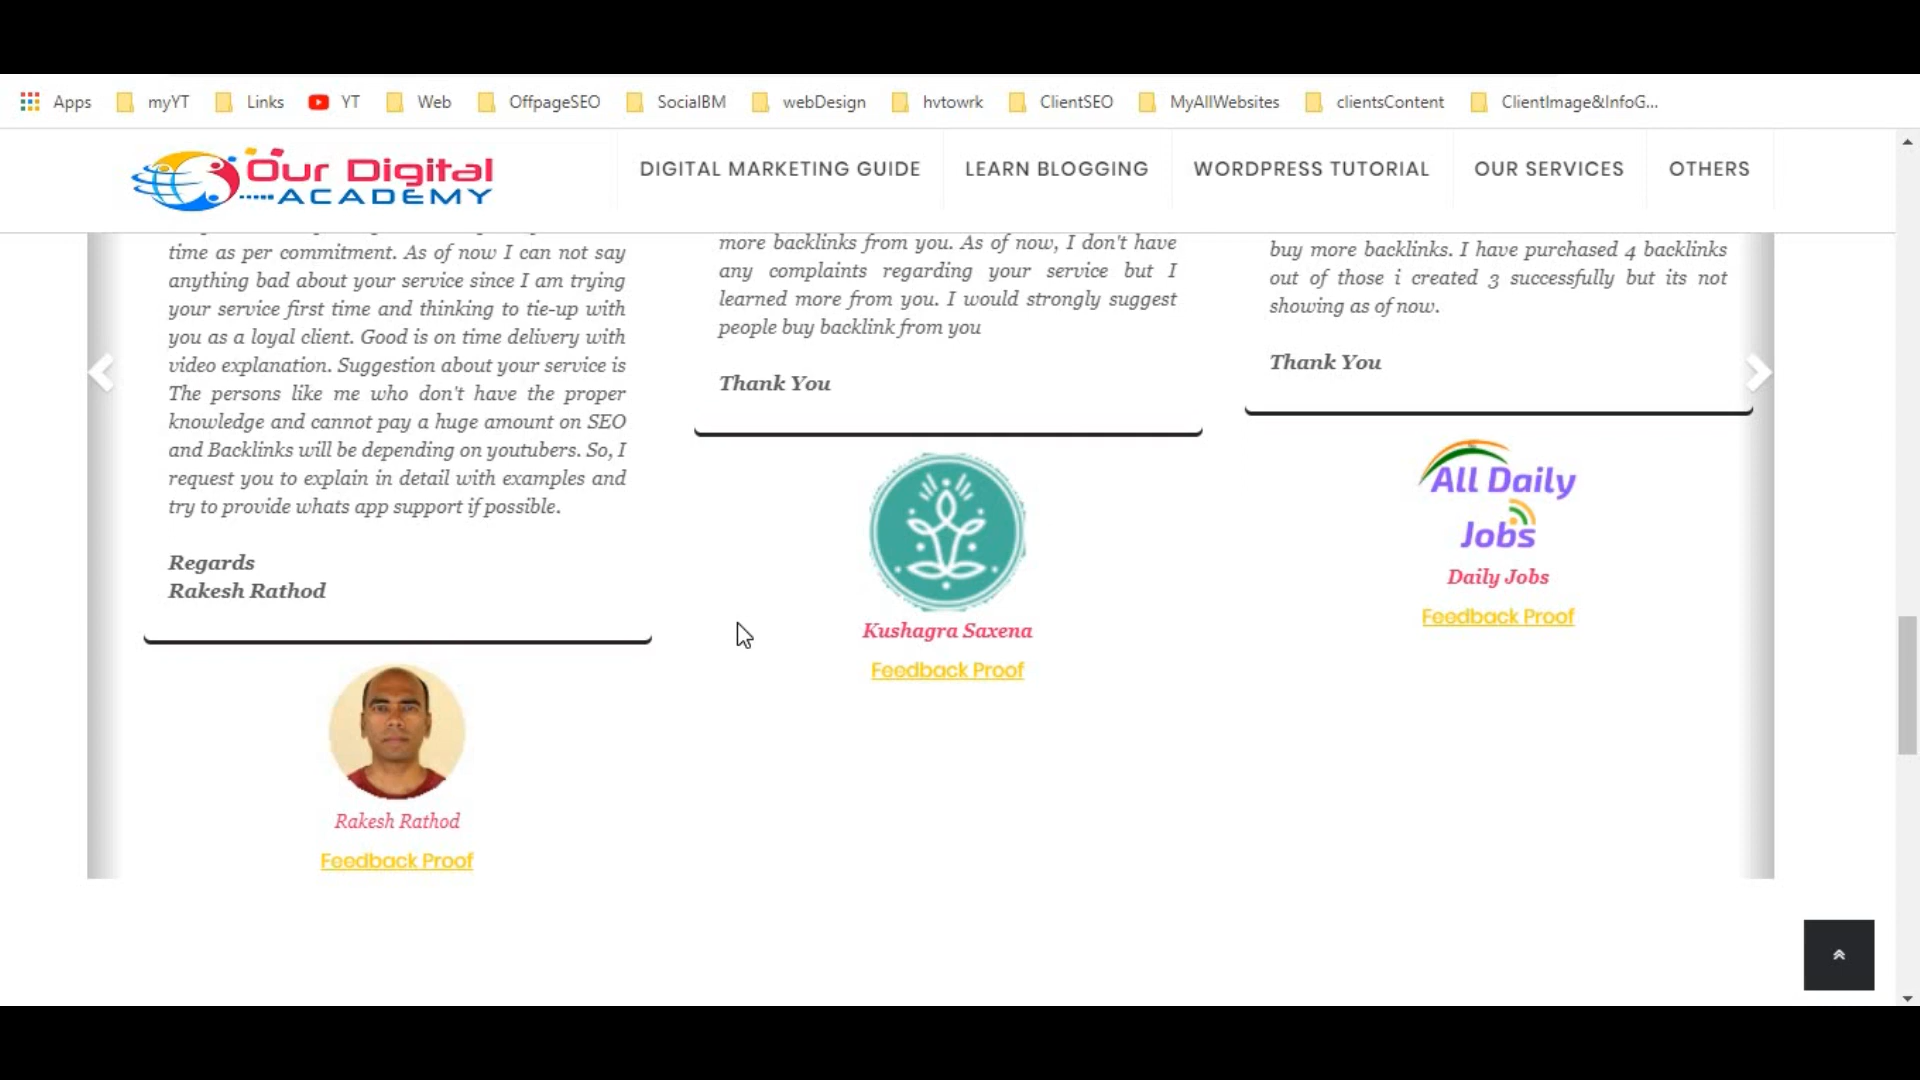 Apps myYT Links YT Web OffpageSEO SocialBM webDesign hvtowrk ClientSEO MyAllWebsites clientsContent ClientImage&InfoG...
Our Digital
ACADEMY
DIGITAL MARKETING GUIDE LEARN BLOGGING WORDPRESS TUTORIAL OUR SERVICES OTHERS
time as per commitment. As of now I can not say
anything bad about your service since I am trying
your service first time and thinking to tie-up with
you as a loyal client. Good is on time delivery with
video explanation. Suggestion about your service is
The persons like me who don't have the proper
knowledge and cannot pay a huge amount on SEO
and Backlinks will be depending on youtubers. So, I
request you to explain in detail with examples and
try to provide whats app support if possible.
Regards
Rakesh Rathod
Rakesh Rathod
Feedback Proof
more backlinks from you. As of now, I don't have
any complaints regarding your service but I
learned more from you. I would strongly suggest
people buy backlink from you
Thank You
Kushagra Saxena
Feedback Proof
buy more backlinks. I have purchased 4 backlinks
out of those i created 3 successfully but its not
showing as of now.
Thank You
All Daily
Jobs
Daily Jobs
Feedback Proof